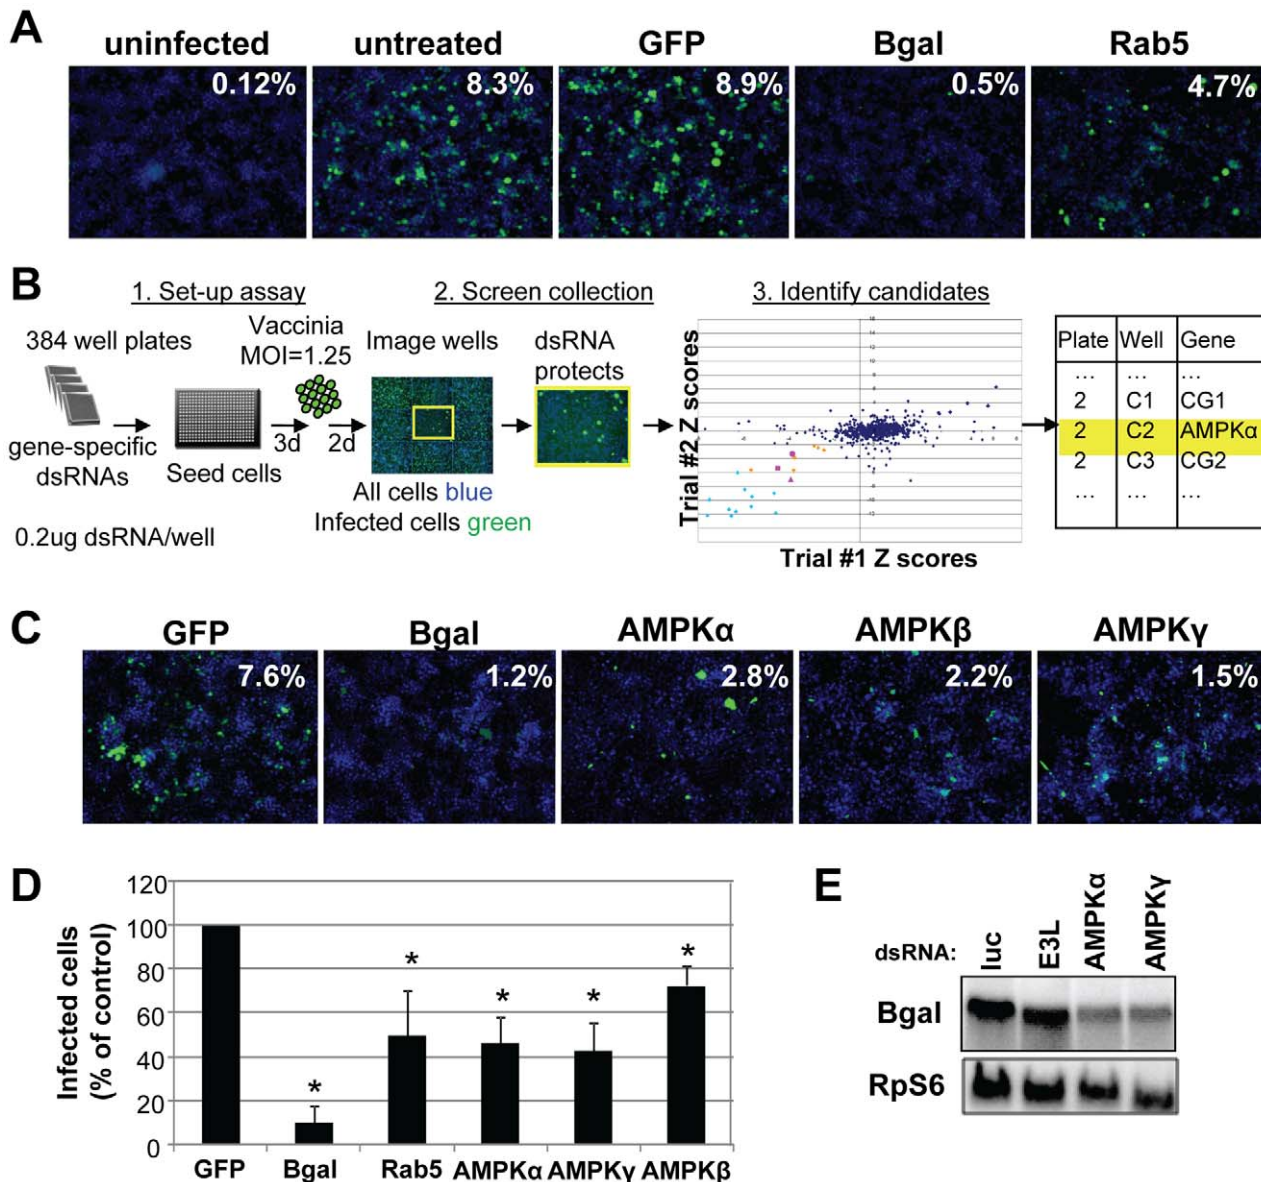 A
uninfected untreated GFP Bgal Rab5
0.12% 8.3% 8.9% 0.5% 4.7%
B
1. Set-up assay 2. Screen collection 3. Identify candidates
384 well plates
gene-specific
dsRNAs
0.2ug dsRNA/well
Seed cells
Vaccinia
MOI=1.25
3d 2d
Image wells
All cells blue
Infected cells green
dsRNA
protects
Trial #2 Z scores
Trial #1 Z scores
Plate Well Gene
... ... ...
2 C1 CG1
2 C2 AMPKα
2 C3 CG2
... ... ...
C
GFP Bgal AMPKα AMPKβ AMPKγ
7.6% 1.2% 2.8% 2.2% 1.5%
D
Infected cells
(% of control)
120
100
80
60
40
20
0
* * * * *
GFP Bgal Rab5 AMPKα AMPKγ AMPKβ
E
dsRNA: luc E3L AMPKα AMPKγ
Bgal
RpS6